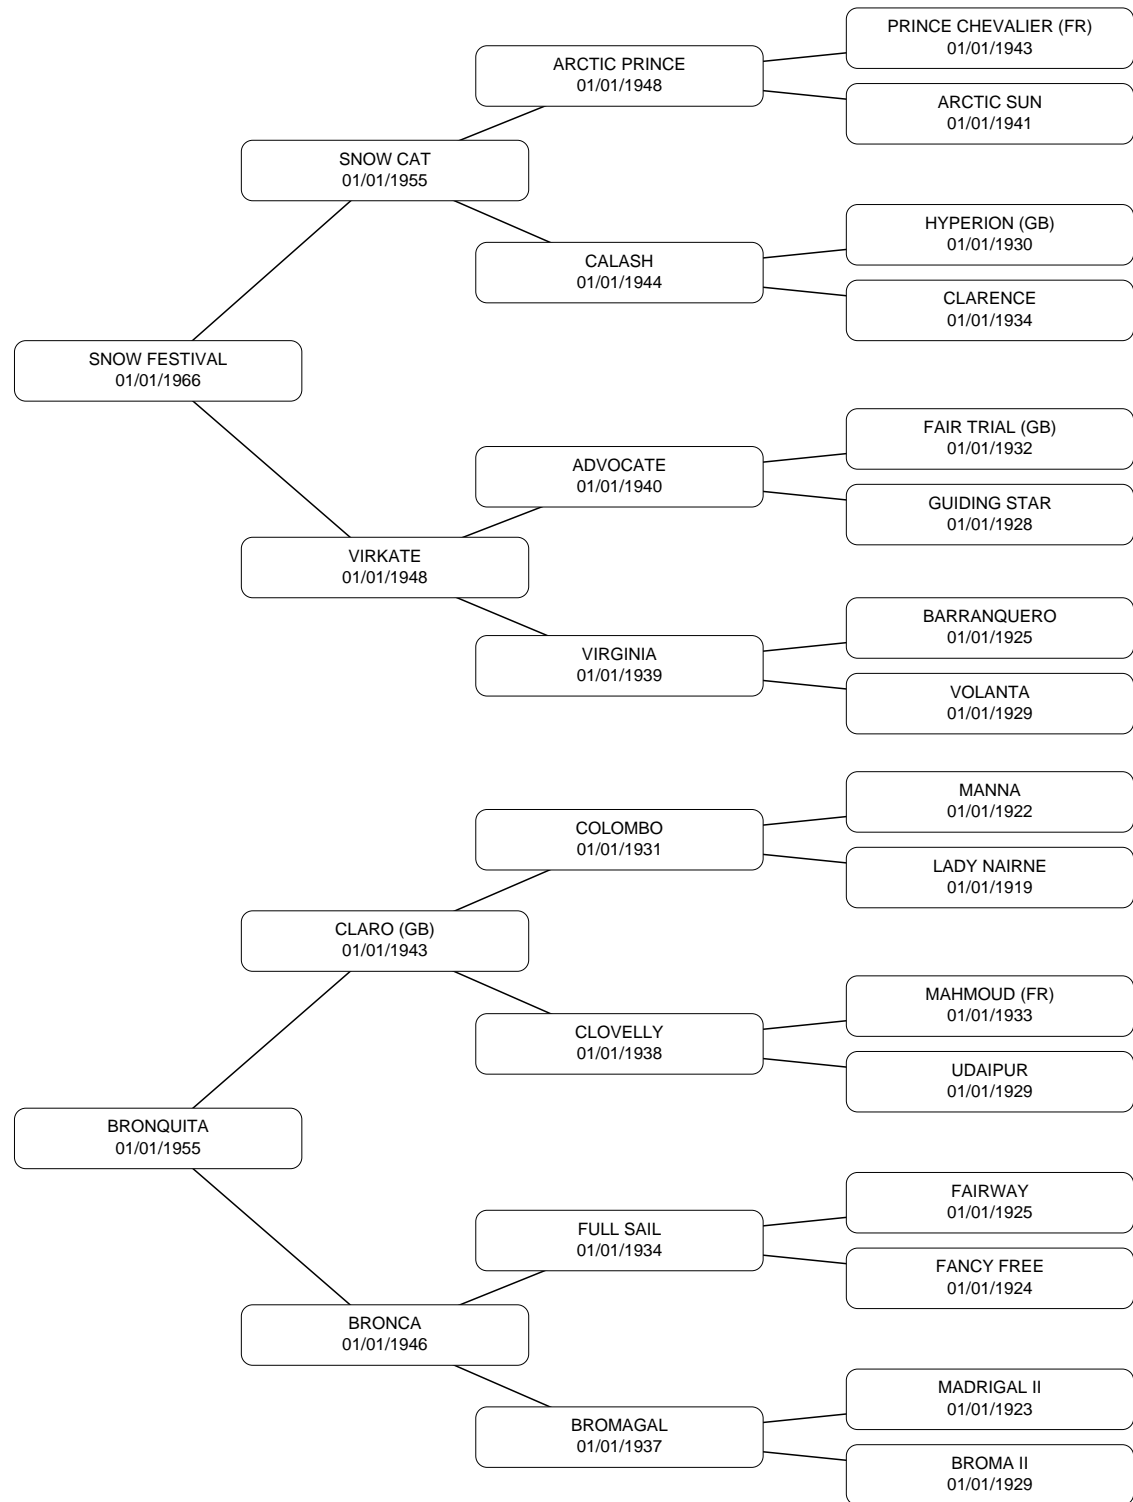 PRINCE CHEVALIER (FR)
01/01/1943
ARCTIC PRINCE
01/01/1948
ARCTIC SUN
01/01/1941
SNOW CAT
01/01/1955
HYPERION (GB)
01/01/1930
CALASH
01/01/1944
CLARENCE
01/01/1934
SNOW FESTIVAL
01/01/1966
FAIR TRIAL (GB)
01/01/1932
ADVOCATE
01/01/1940
GUIDING STAR
01/01/1928
VIRKATE
01/01/1948
BARRANQUERO
01/01/1925
VIRGINIA
01/01/1939
VOLANTA
01/01/1929
MANNA
01/01/1922
COLOMBO
01/01/1931
LADY NAIRNE
01/01/1919
CLARO (GB)
01/01/1943
MAHMOUD (FR)
01/01/1933
CLOVELLY
01/01/1938
UDAIPUR
01/01/1929
BRONQUITA
01/01/1955
FAIRWAY
01/01/1925
FULL SAIL
01/01/1934
FANCY FREE
01/01/1924
BRONCA
01/01/1946
MADRIGAL II
01/01/1923
BROMAGAL
01/01/1937
BROMA II
01/01/1929